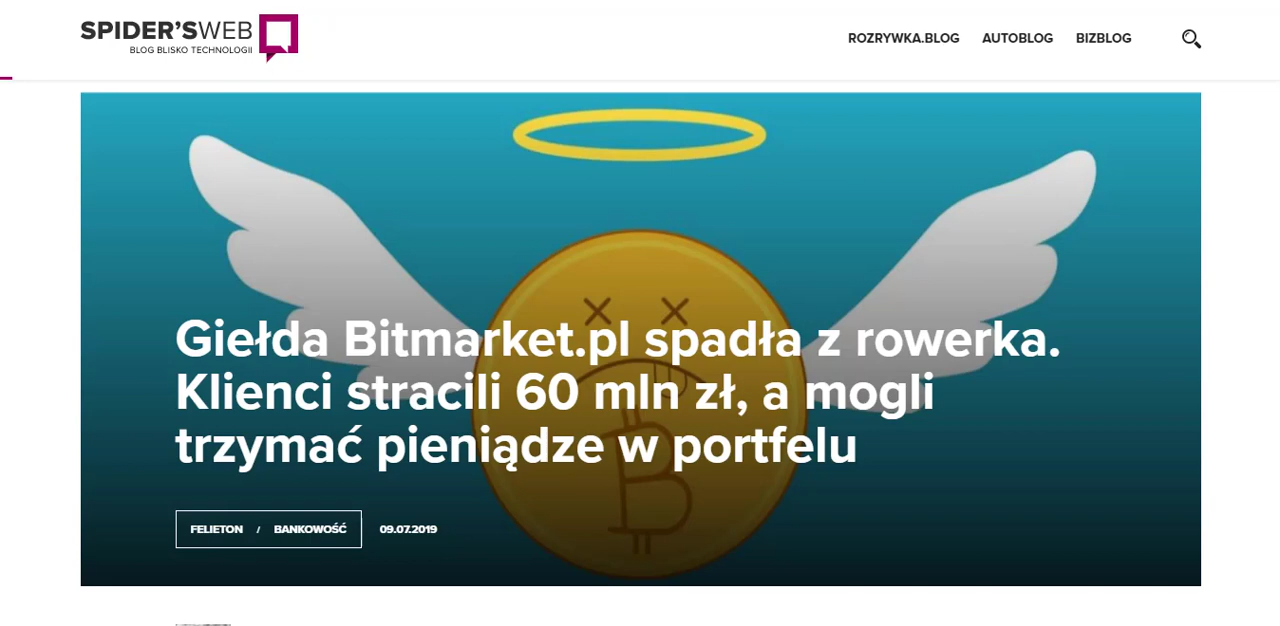 SPIDER'SWEB
BLOG BLISKO TECHNOLOGII
ROZRYWKA.BLOG AUTOBLOG BIZBLOG
Giełda Bitmarket.pl spadła z rowerka.
Klienci stracili 60 mln zł, a mogli
trzymać pieniądze w portfelu
FELIETON / BANKOWOŚĆ 09.07.2019